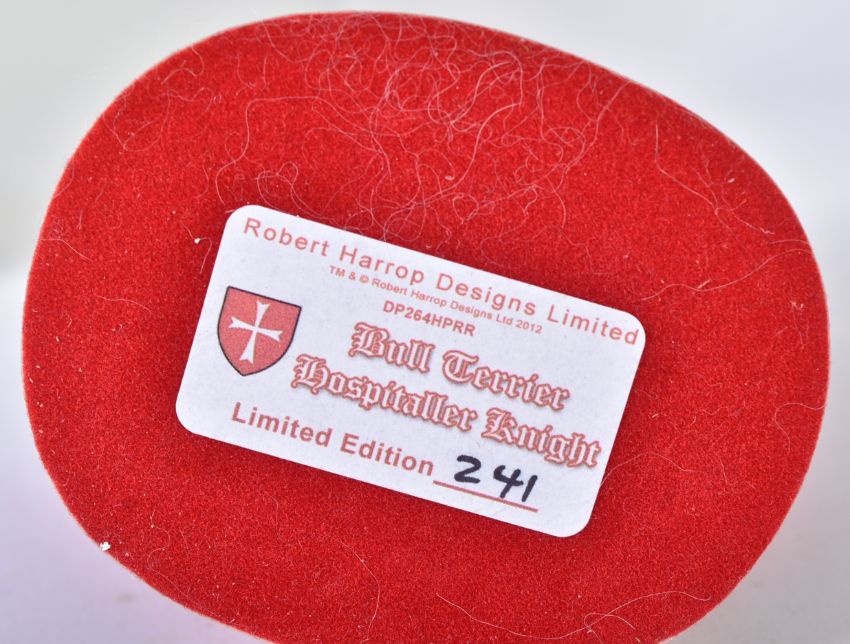 Robert Harrop Designs Limited
TM & © Robert Harrop Designs Ltd 2012
DP264HPRR
Bull Terrier
Hospitaller Knight
Limited Edition 241